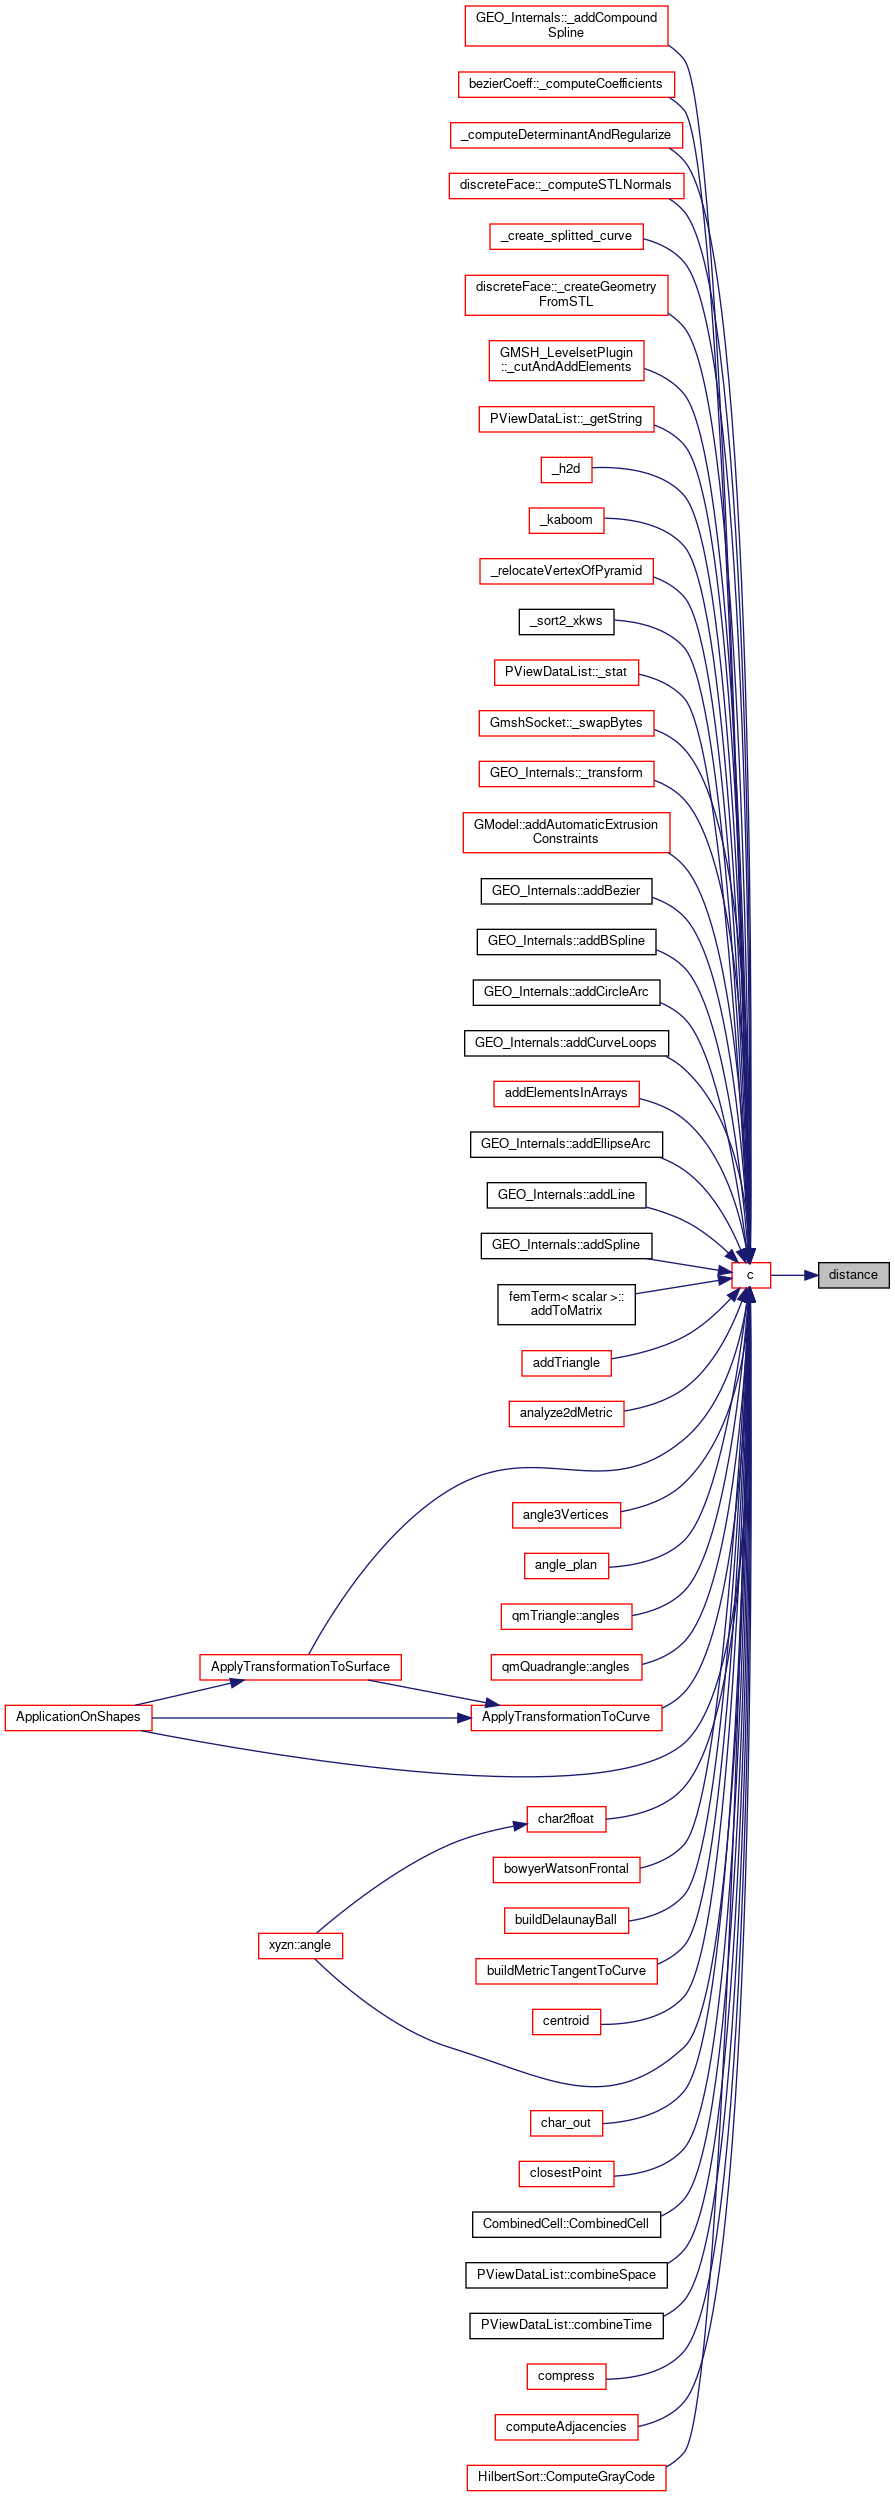 GEO_Internals::_addCompound
Spline
bezierCoeff::_computeCoefficients
_computeDeterminantAndRegularize
discreteFace::_computeSTLNormals
_create_splitted_curve
discreteFace::_createGeometry
FromSTL
GMSH_LevelsetPlugin
::_cutAndAddElements
PViewDataList::_getString
_h2d
_kaboom
_relocateVertexOfPyramid
_sort2_xkws
PViewDataList::_stat
GmshSocket::_swapBytes
GEO_Internals::_transform
GModel::addAutomaticExtrusion
Constraints
GEO_Internals::addBezier
GEO_Internals::addBSpline
GEO_Internals::addCircleArc
GEO_Internals::addCurveLoops
addElementsInArrays
GEO_Internals::addEllipseArc
GEO_Internals::addLine
GEO_Internals::addSpline
c
distance
femTerm< scalar >::
addToMatrix
addTriangle
analyze2dMetric
angle3Vertices
angle_plan
qmTriangle::angles
ApplyTransformationToSurface
qmQuadrangle::angles
ApplicationOnShapes
ApplyTransformationToCurve
char2float
bowyerWatsonFrontal
buildDelaunayBall
xyzn::angle
buildMetricTangentToCurve
centroid
char_out
closestPoint
CombinedCell::CombinedCell
PViewDataList::combineSpace
PViewDataList::combineTime
compress
computeAdjacencies
HilbertSort::ComputeGrayCode